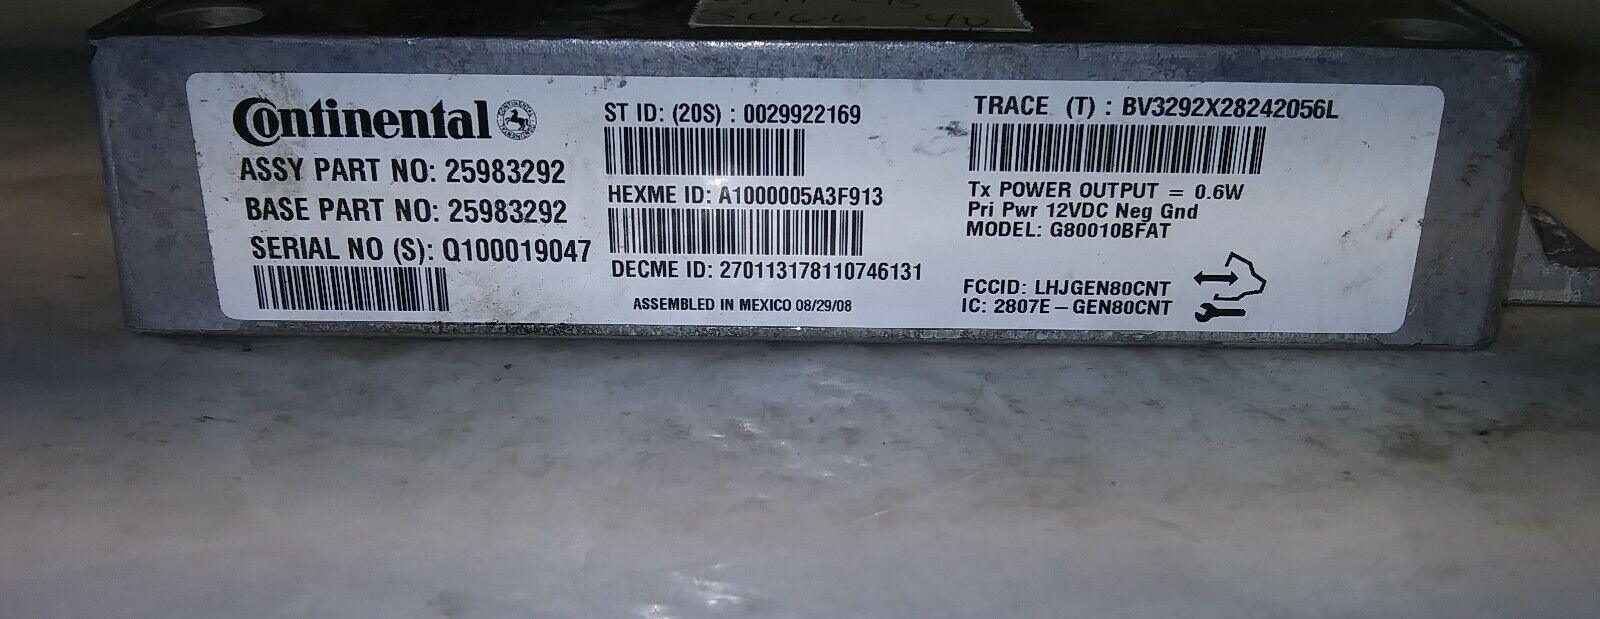 Continental
ASSY PART NO: 25983292
BASE PART NO: 25983292
SERIAL NO (S): Q100019047
ST ID: (20S) : 0029922169
HEXME ID: A1000005A3F913
DECME ID: 270113178110746131
ASSEMBLED IN MEXICO 08/29/08
TRACE (T) : BV3292X28242056L
Tx POWER OUTPUT = 0.6W
Pri Pwr 12VDC Neg Gnd
MODEL: G80010BFAT
FCCID: LHJGEN80CNT
IC: 2807E-GEN80CNT